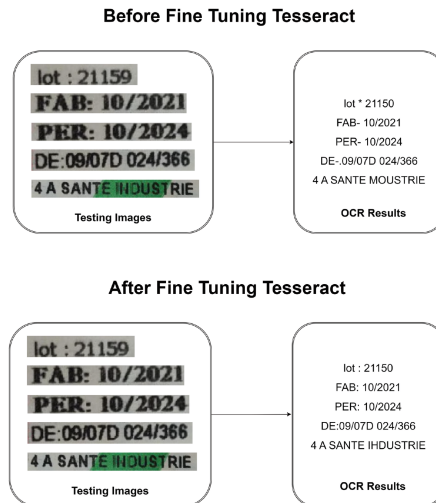 Before Fine Tuning Tesseract
lot : 21159
FAB: 10/2021
PER: 10/2024
DE:09/07D 024/366
4 A SANTE INDUSTRIE
Testing Images
lot * 21150
FAB- 10/2021
PER- 10/2024
DE-.09/07D 024/366
4 A SANTE MOUSTRIE
OCR Results
After Fine Tuning Tesseract
lot : 21159
FAB: 10/2021
PER: 10/2024
DE:09/07D 024/366
4 A SANTE INDUSTRIE
Testing Images
lot : 21150
FAB: 10/2021
PER: 10/2024
DE:09/07D 024/366
4 A SANTE IHDUSTRIE
OCR Results